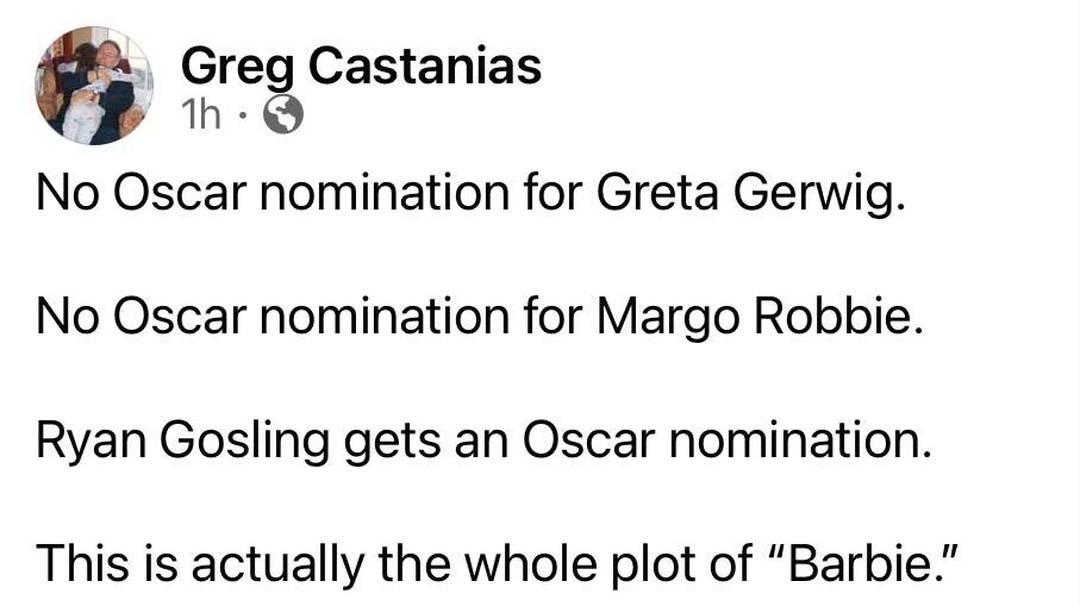 Greg Castanias
1h ·
No Oscar nomination for Greta Gerwig.
No Oscar nomination for Margo Robbie.
Ryan Gosling gets an Oscar nomination.
This is actually the whole plot of “Barbie.”